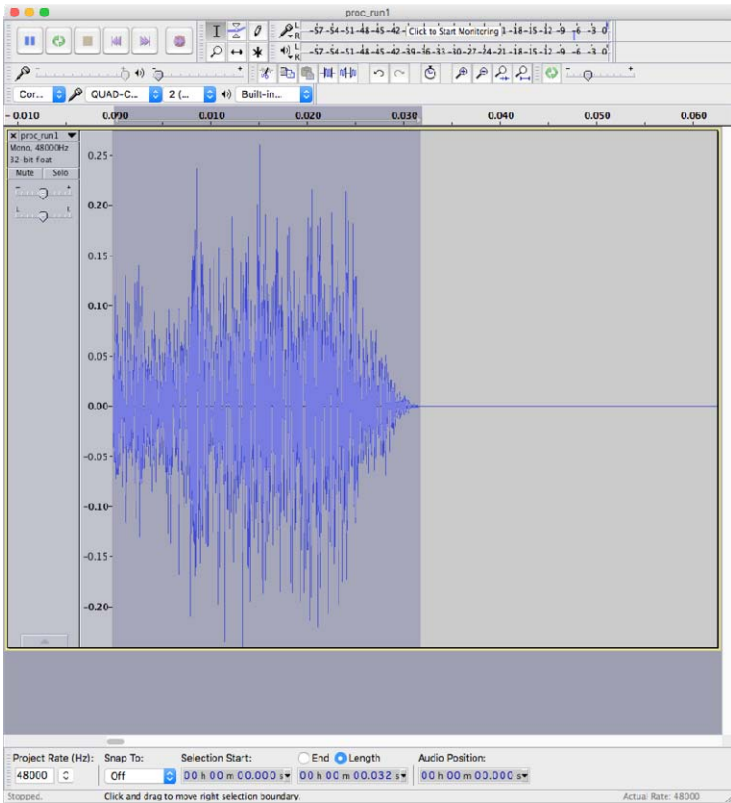 proc_run1
L
R
-57 -54 -51 -48 -45 -42 - Click to Start Monitoring 1 -18 -15 -12 -9 -6 -3 0
L
R
-57 -54 -51 -48 -45 -42 -39 -36 -33 -30 -27 -24 -21 -18 -15 -12 -9 -6 -3 0
Cor... QUAD-C... 2 (... Built-in...
-0.010 0.000 0.010 0.020 0.030 0.040 0.050 0.060
× proc_run1
Mono, 48000Hz
32-bit float
Mute Solo
- +
L R
0.25-
0.20-
0.15-
0.10-
0.05-
0.00-
-0.05-
-0.10-
-0.15-
-0.20-
Project Rate (Hz): Snap To: Selection Start: End Length Audio Position:
48000 Off 00 h 00 m 00.000 s 00 h 00 m 00.032 s 00 h 00 m 00.000 s
Stopped. Click and drag to move right selection boundary. Actual Rate: 48000